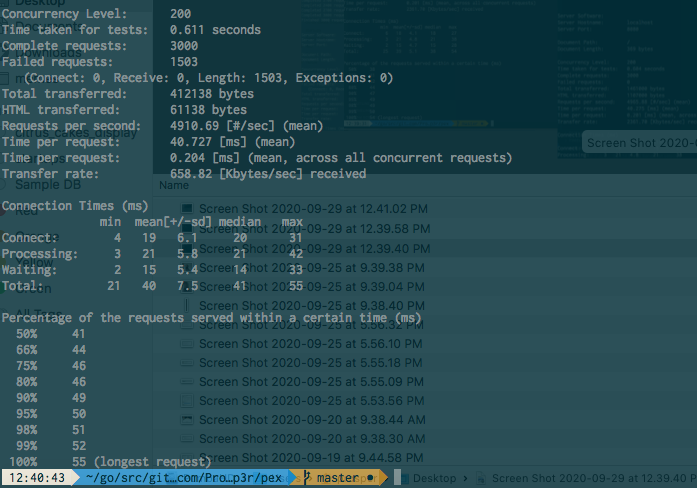 Concurrency Level: 200
Time taken for tests: 0.611 seconds
Complete requests: 3000
Failed requests: 1503
(Connect: 0, Receive: 0, Length: 1503, Exceptions: 0)
Total transferred: 412138 bytes
HTML transferred: 61138 bytes
Requests per second: 4910.69 [#/sec] (mean)
Time per request: 40.727 [ms] (mean)
Time per request: 0.204 [ms] (mean, across all concurrent requests)
Transfer rate: 658.82 [Kbytes/sec] received
Connection Times (ms)
min mean[+/-sd] median max
Connect: 4 19 6.1 20 31
Processing: 3 21 5.8 21 42
Waiting: 2 15 5.4 14 33
Total: 21 40 7.5 41 55
Percentage of the requests served within a certain time (ms)
50% 41
66% 44
75% 46
80% 46
90% 49
95% 50
98% 51
99% 52
100% 55 (longest request)
12:40:43 ~/go/src/git…com/Pro…p3r/pex master
Desktop
Downloads
Sample DB
Screen Shot 2020-0
Name
Screen Shot 2020-09-29 at 12.41.02 PM
Screen Shot 2020-09-29 at 12.39.58 PM
Screen Shot 2020-09-29 at 12.39.40 PM
Screen Shot 2020-09-25 at 9.39.38 PM
Screen Shot 2020-09-25 at 9.39.04 PM
Screen Shot 2020-09-25 at 9.38.40 PM
Screen Shot 2020-09-25 at 5.56.32 PM
Screen Shot 2020-09-25 at 5.56.10 PM
Screen Shot 2020-09-25 at 5.55.18 PM
Screen Shot 2020-09-25 at 5.55.09 PM
Screen Shot 2020-09-25 at 5.53.56 PM
Screen Shot 2020-09-20 at 9.38.44 AM
Screen Shot 2020-09-20 at 9.38.30 AM
Screen Shot 2020-09-19 at 9.44.58 PM
Desktop › Screen Shot 2020-09-29 at 12.39.40 P